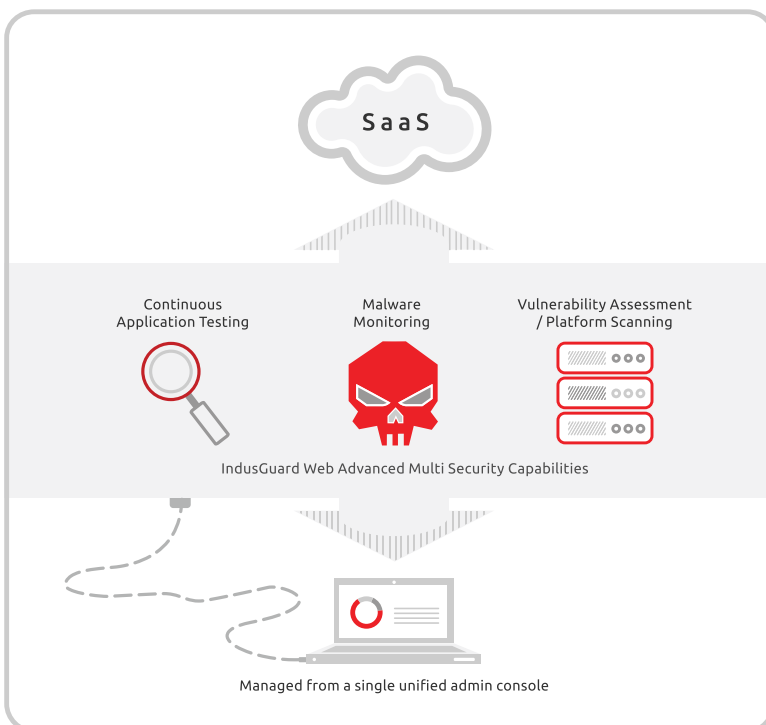 SaaS
Continuous
Application Testing
Malware
Monitoring
Vulnerability Assessment
/ Platform Scanning
IndusGuard Web Advanced Multi Security Capabilities
Managed from a single unified admin console